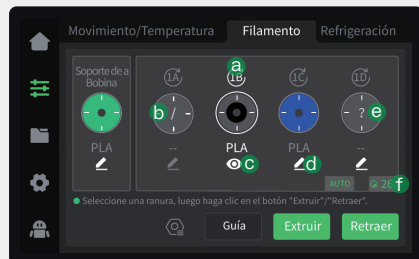 Movimiento/Temperatura Filamento Refrigeración
Soporte de a
Bobina
a
1A 1B 1C 1D
b / ? e
PLA -- PLA PLA --
c d
AUTO f
Seleccione una ranura, luego haga clic en el botón "Extruir"/"Retraer".
Guía Extruir Retraer